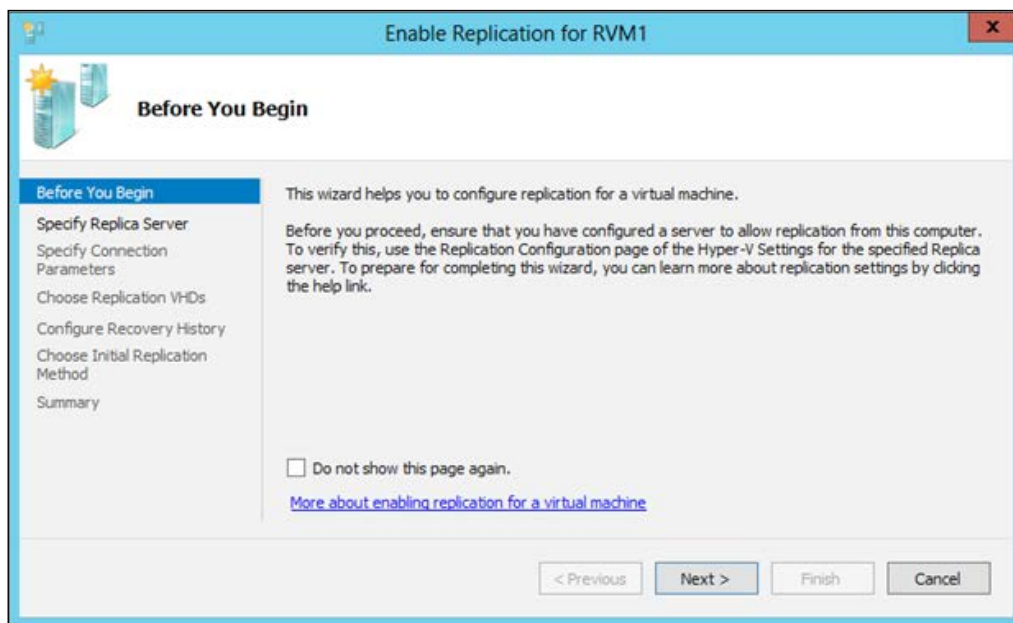 Enable Replication for RVM1
x
Before You Begin
Before You Begin
Specify Replica Server
Specify Connection
Parameters
Choose Replication VHDs
Configure Recovery History
Choose Initial Replication
Method
Summary
This wizard helps you to configure replication for a virtual machine.
Before you proceed, ensure that you have configured a server to allow replication from this computer.
To verify this, use the Replication Configuration page of the Hyper-V Settings for the specified Replica
server. To prepare for completing this wizard, you can learn more about replication settings by clicking
the help link.
Do not show this page again.
More about enabling replication for a virtual machine
< Previous
Next >
Finish
Cancel